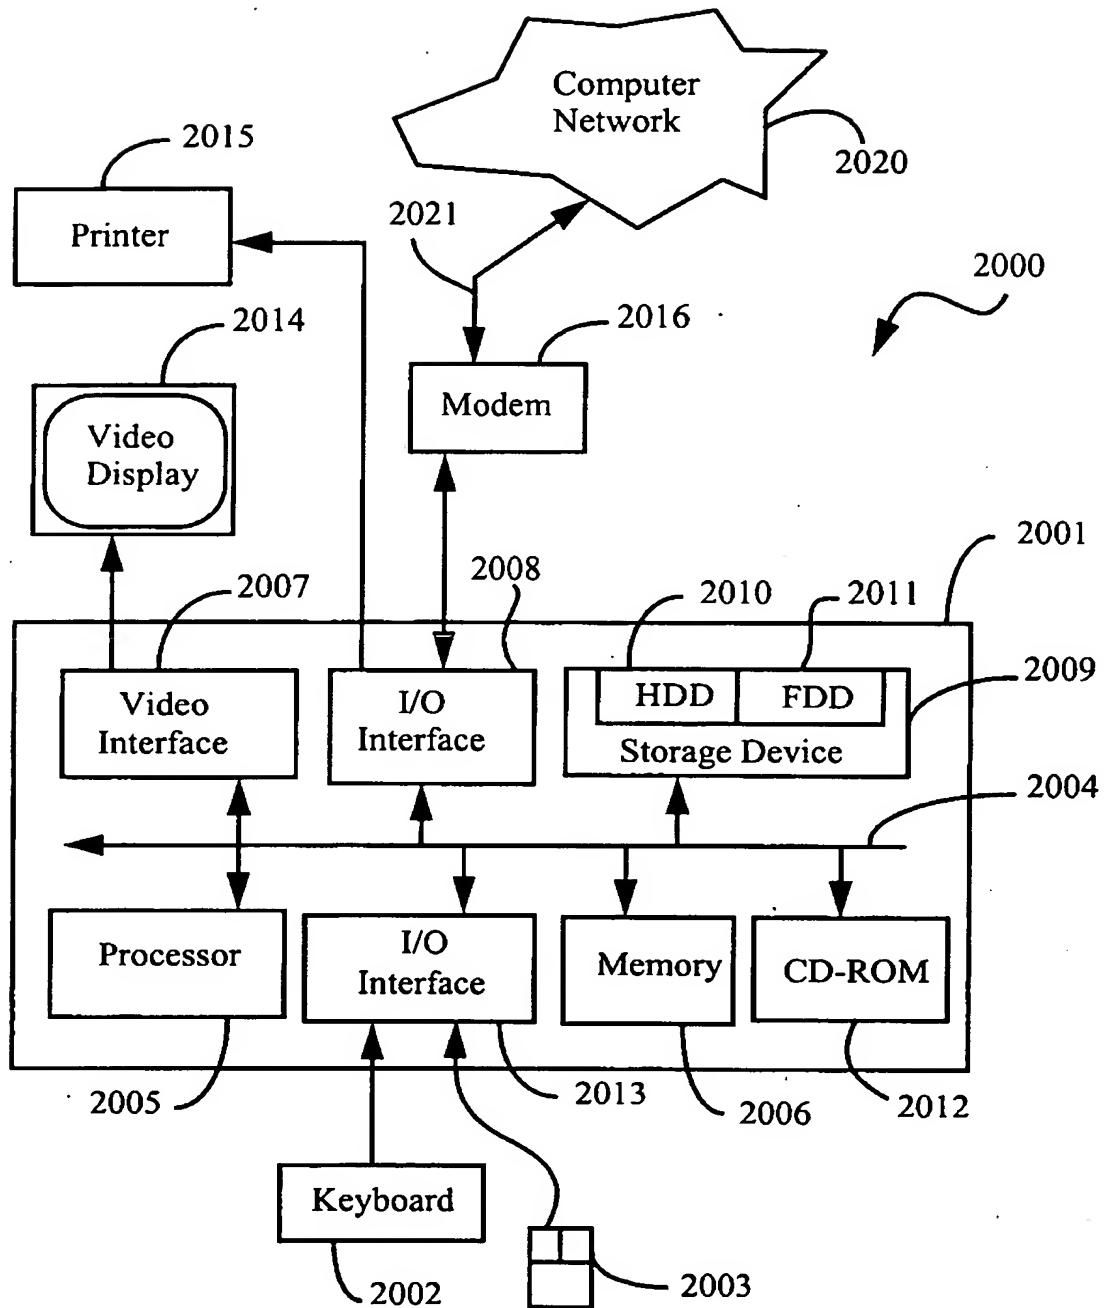 Computer
Network
2015
2020
Printer
2021
2000
2014
2016
Modem
Video
Display
2001
2007
2008
2010
2011
2009
Video
Interface
I/O
Interface
HDD
FDD
Storage Device
2004
Processor
I/O
Interface
Memory
CD-ROM
2005
2013
2006
2012
Keyboard
2002
2003